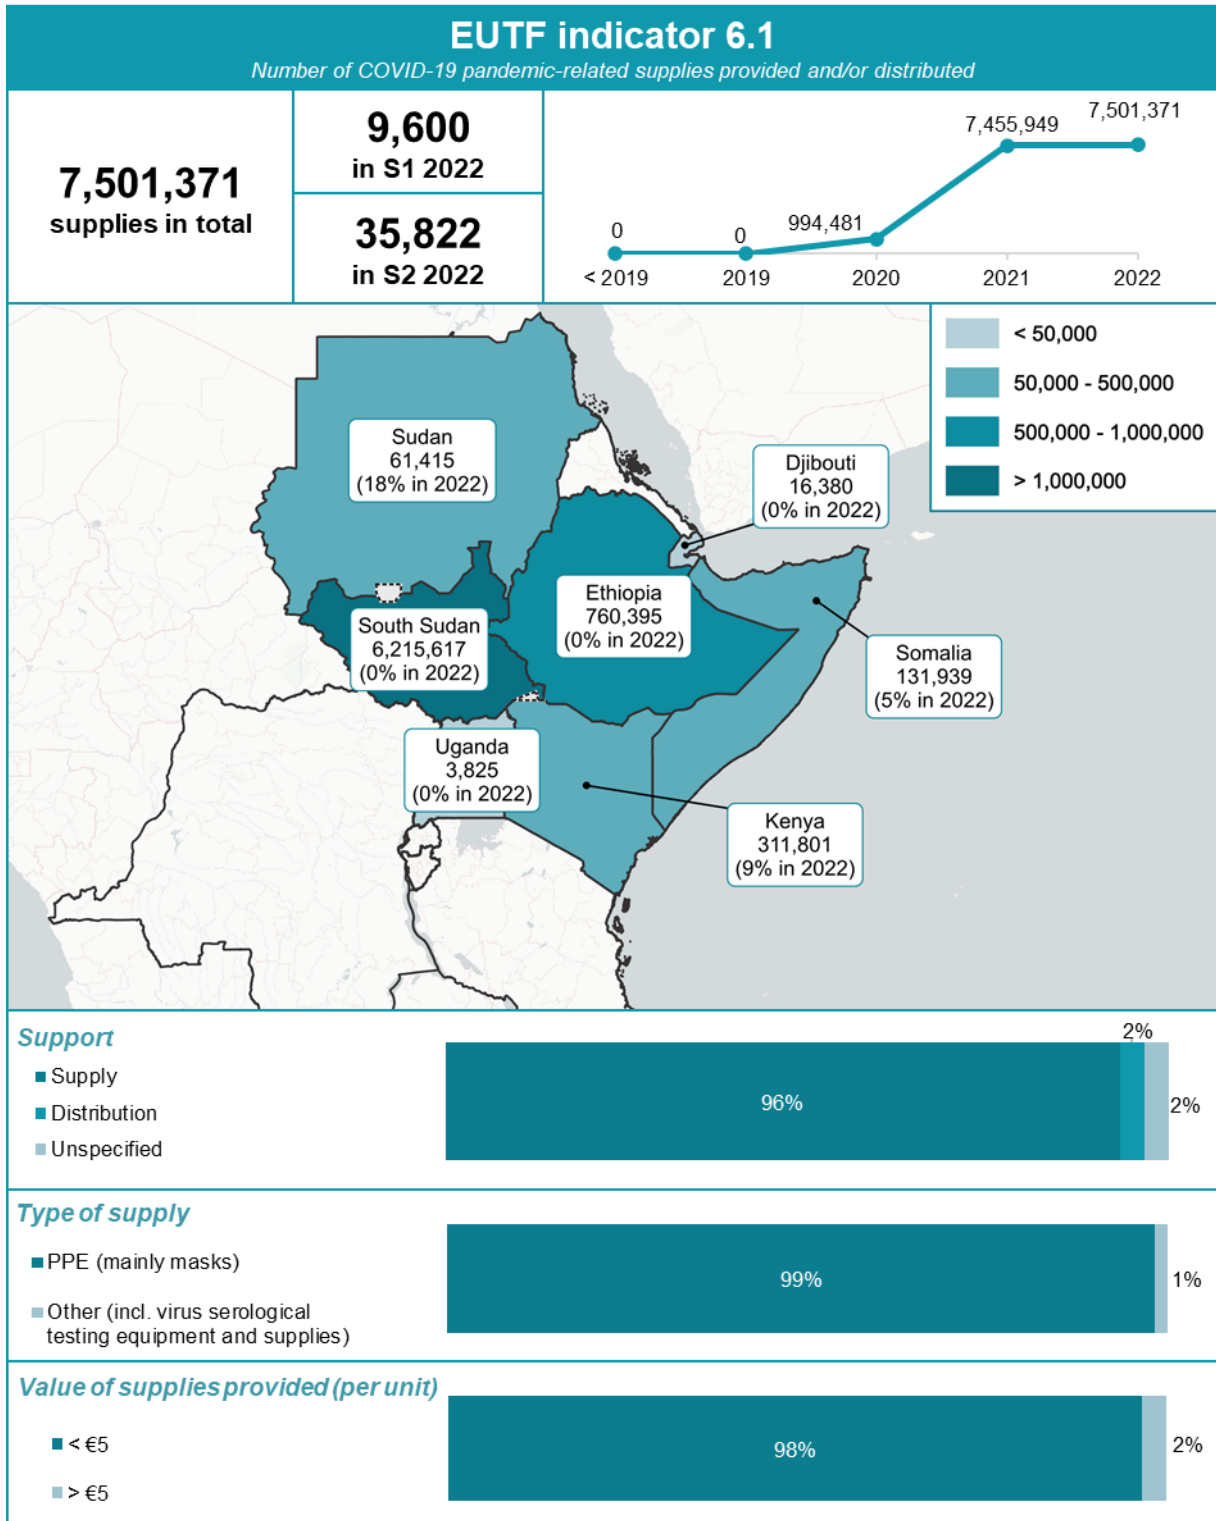 EUTF indicator 6.1
Number of COVID-19 pandemic-related supplies provided and/or distributed
7,501,371
supplies in total
9,600
in S1 2022
35,822
in S2 2022
0
0
994,481
7,455,949
7,501,371
< 2019
2019
2020
2021
2022
< 50,000
50,000 - 500,000
500,000 - 1,000,000
> 1,000,000
Sudan
61,415
(18% in 2022)
Djibouti
16,380
(0% in 2022)
Ethiopia
760,395
(0% in 2022)
South Sudan
6,215,617
(0% in 2022)
Somalia
131,939
(5% in 2022)
Uganda
3,825
(0% in 2022)
Kenya
311,801
(9% in 2022)
Support
Supply
Distribution
Unspecified
96%
2%
2%
Type of supply
PPE (mainly masks)
Other (incl. virus serological
testing equipment and supplies)
99%
1%
Value of supplies provided (per unit)
< €5
> €5
98%
2%